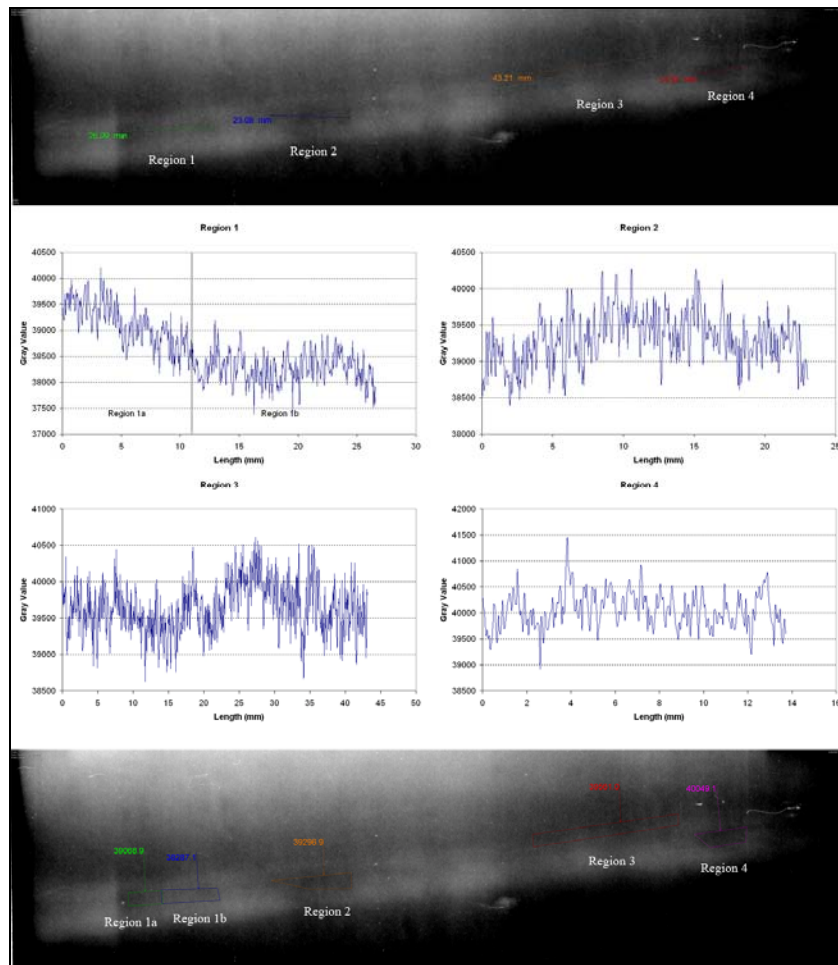 43.21 mm
23.08 mm
Region 1
Region 2
Region 3
Region 4
Region 1
40500
40000
39500
39000
38500
38000
37500
37000
Gray Value
Region 1a
Region 1b
0 5 10 15 20 25 30
Length (mm)
Region 2
40500
40000
39500
39000
38500
38000
Gray Value
0 5 10 15 20 25
Length (mm)
Region 3
41000
40500
40000
39500
39000
38500
Gray Value
0 5 10 15 20 25 30 35 40 45 50
Length (mm)
Region 4
42000
41500
41000
40500
40000
39500
39000
38500
Gray Value
0 2 4 6 8 10 12 14 16
Length (mm)
Region 1a
Region 1b
Region 2
Region 3
Region 4